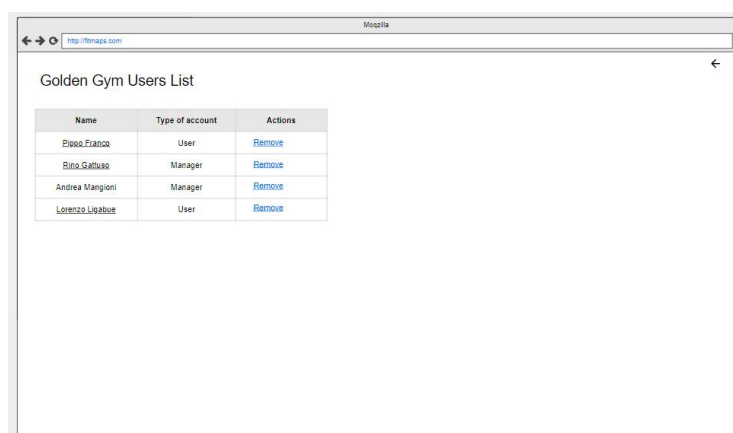 Moqzilla
http://fitmaps.com
Golden Gym Users List
Name Type of account Actions
Pippo Franco User Remove
Rino Gattuso Manager Remove
Andrea Mangioni Manager Remove
Lorenzo Ligabue User Remove